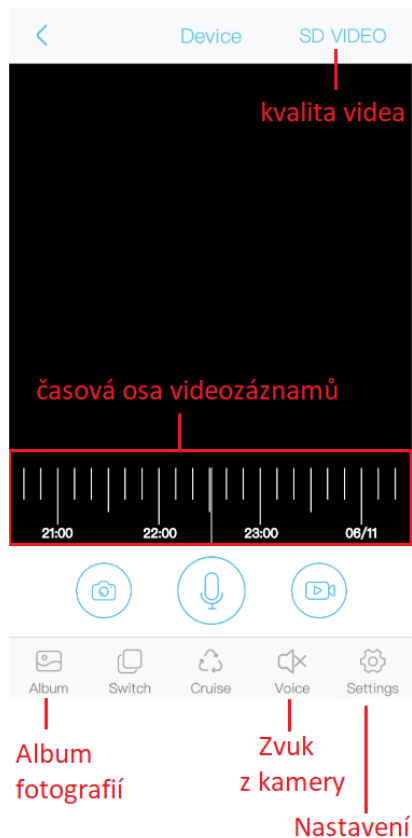 Device SD VIDEO
kvalita videa
časová osa videozáznamů
21:00 22:00 23:00 06/11
Album Switch Cruise Voice Settings
Album
fotografií
Zvuk
z kamery
Nastavení